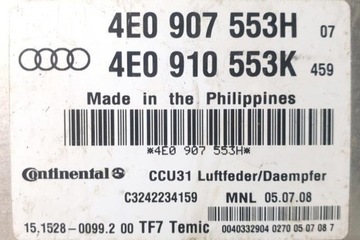 4E0 907 553H 07
4E0 910 553K 459
Made in the Philippines
*4E0 907 553H*
Continental CCU31 Luftfeder/Daempfer
C3242234159 MNL 05.07.08
15,1528-0099.2 00 TF7 Temic 0040332904 0270 05 07 08 7